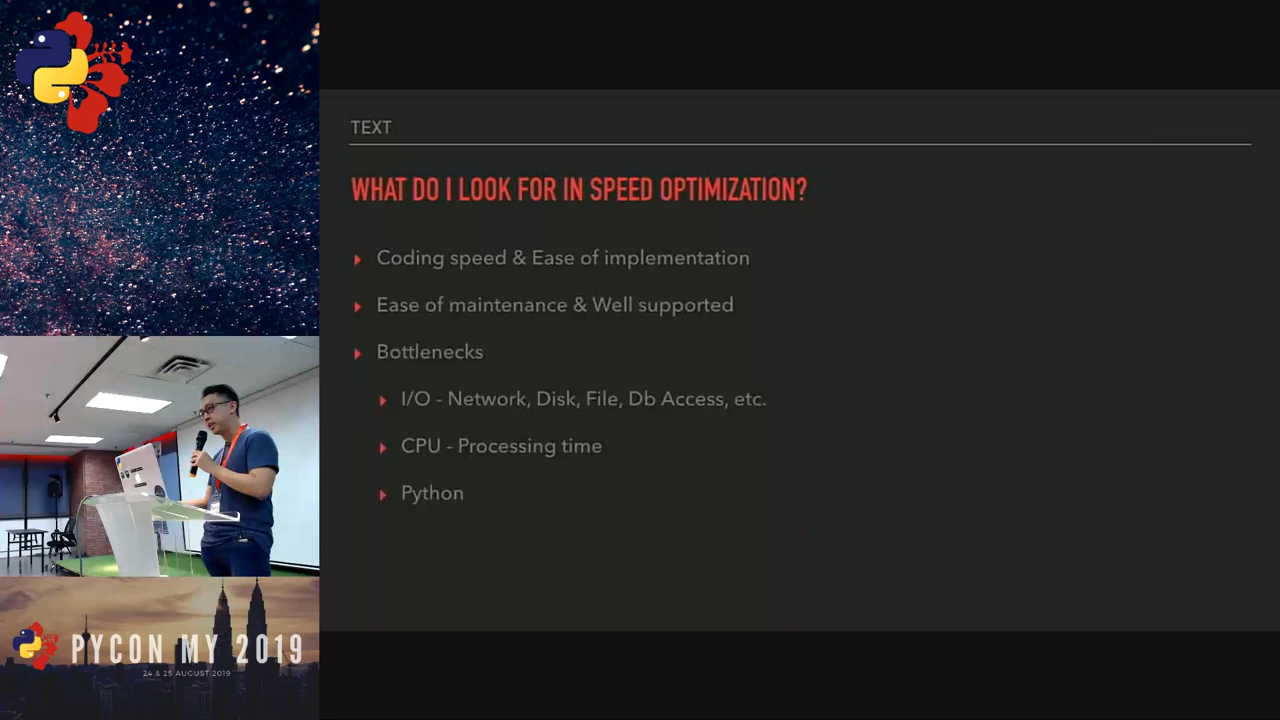 TEXT
WHAT DO I LOOK FOR IN SPEED OPTIMIZATION?
Coding speed & Ease of implementation
Ease of maintenance & Well supported
Bottlenecks
I/O - Network, Disk, File, Db Access, etc.
CPU - Processing time
Python
PYCON MY 2019
24 & 25 AUGUST 2019